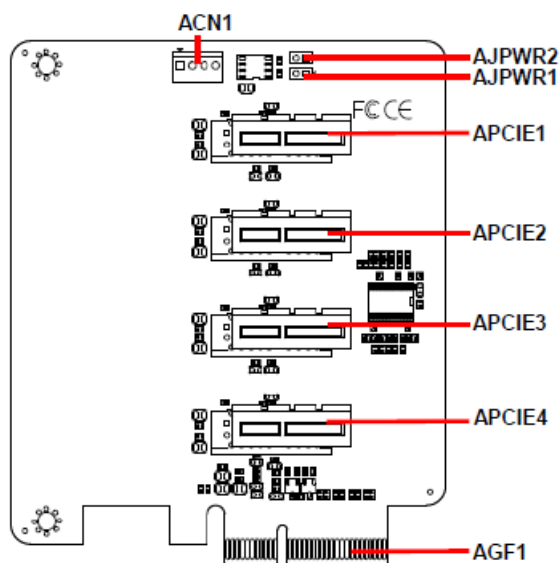 ACN1
AJPWR2
AJPWR1
FC CE
APCIE1
APCIE2
APCIE3
APCIE4
AGF1